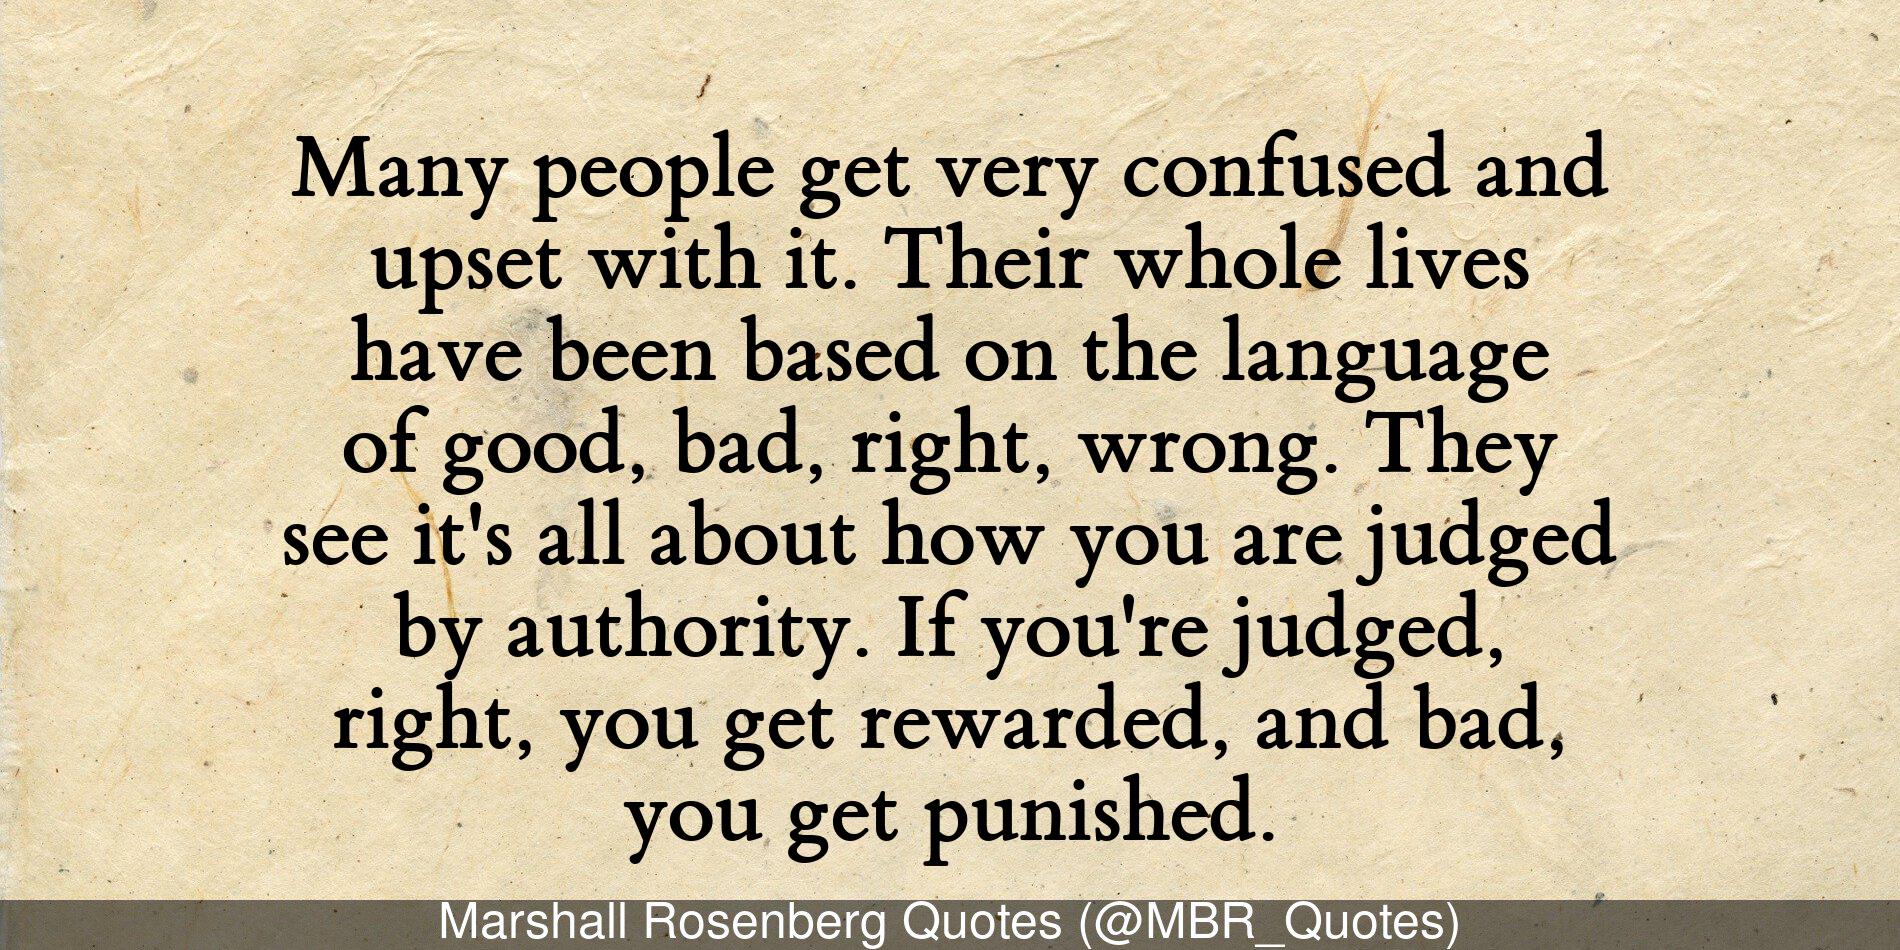 Many people get very confused and
upset with it. Their whole lives
have been based on the language
of good, bad, right, wrong. They
see it's all about how you are judged
by authority. If you're judged,
right, you get rewarded, and bad,
you get punished.
Marshall Rosenberg Quotes (@MBR_Quotes)